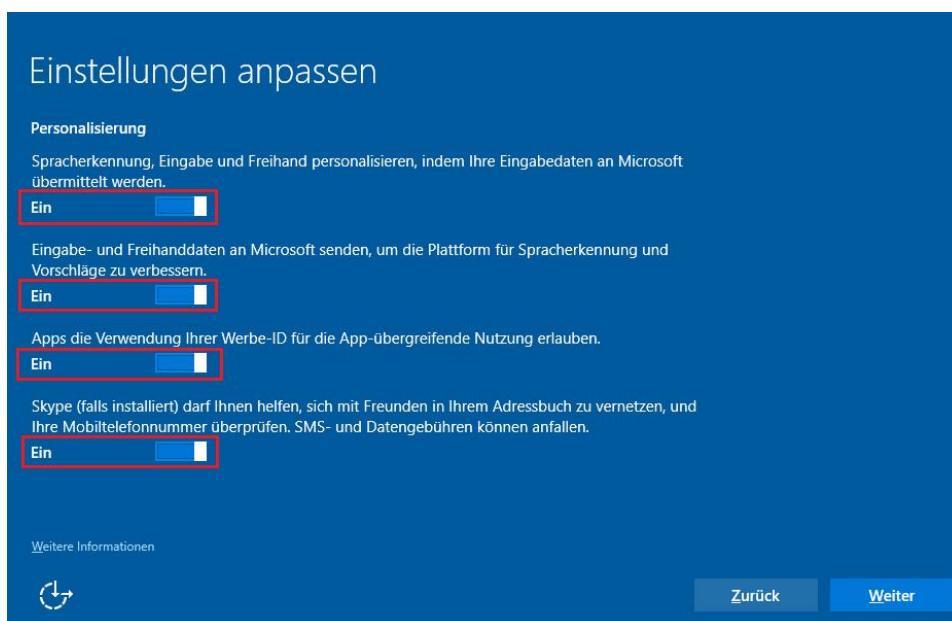 Einstellungen anpassen
Personalisierung
Spracherkennung, Eingabe und Freihand personalisieren, indem Ihre Eingabedaten an Microsoft
übermittelt werden.
Ein
Eingabe- und Freihanddaten an Microsoft senden, um die Plattform für Spracherkennung und
Vorschläge zu verbessern.
Ein
Apps die Verwendung Ihrer Werbe-ID für die App-übergreifende Nutzung erlauben.
Ein
Skype (falls installiert) darf Ihnen helfen, sich mit Freunden in Ihrem Adressbuch zu vernetzen, und
Ihre Mobiltelefonnummer überprüfen. SMS- und Datengebühren können anfallen.
Ein
Weitere Informationen
Zurück
Weiter